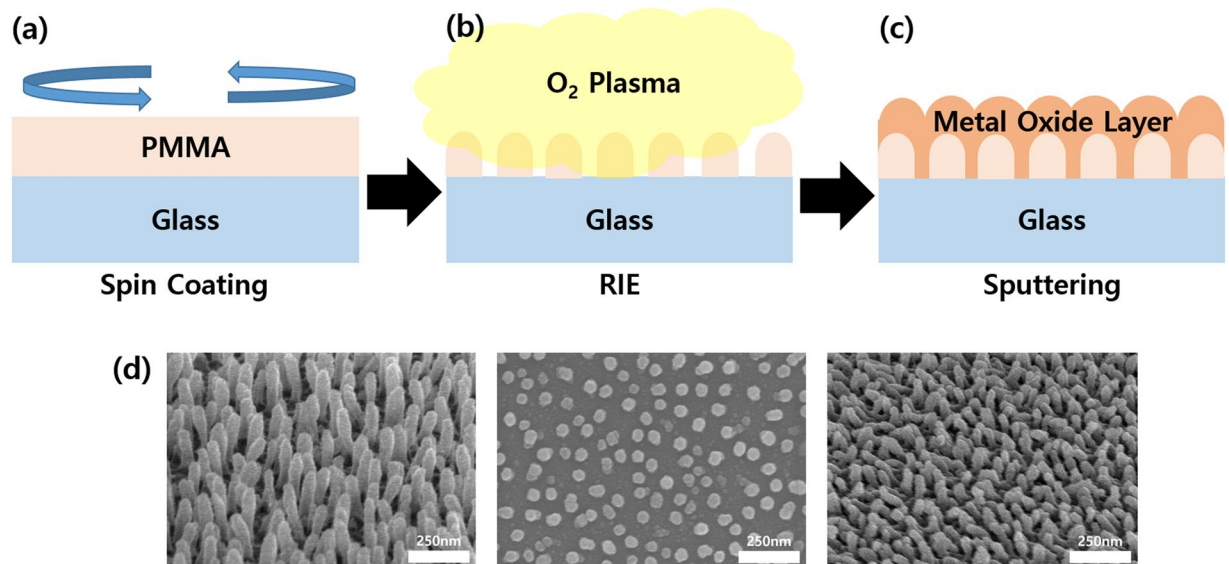 (a)
PMMA
Glass
Spin Coating
(b)
O₂ Plasma
Glass
RIE
(c)
Metal Oxide Layer
Glass
Sputtering
(d)
250nm
250nm
250nm